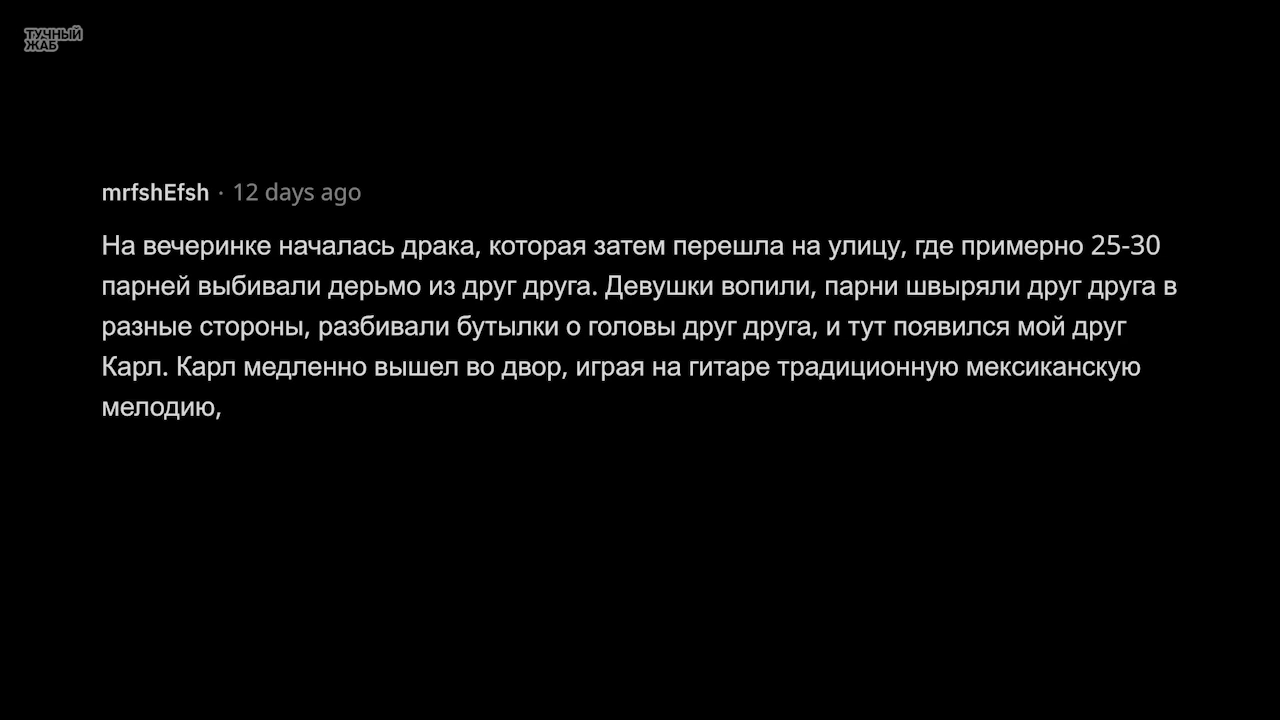 ТУЧНЫЙ
ЖАБ
mrfshEfsh · 12 days ago
На вечеринке началась драка, которая затем перешла на улицу, где примерно 25-30
парней выбивали дерьмо из друг друга. Девушки вопили, парни швыряли друг друга в
разные стороны, разбивали бутылки о головы друг друга, и тут появился мой друг
Карл. Карл медленно вышел во двор, играя на гитаре традиционную мексиканскую
мелодию,